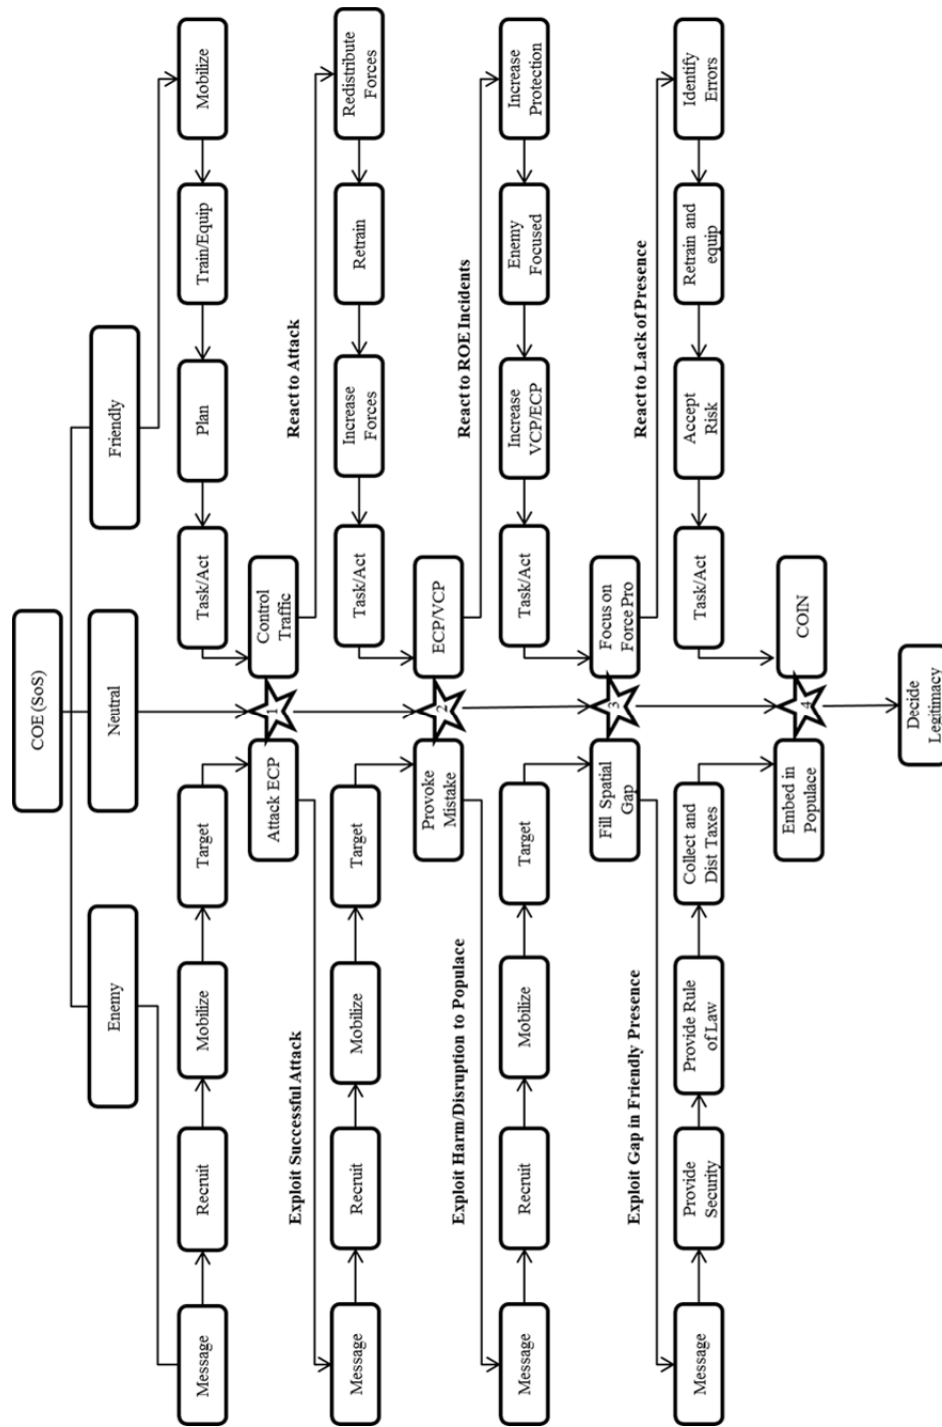 COE (SoS)
Enemy
Neutral
Friendly
Message
Recruit
Mobilize
Target
Task/Act
Plan
Train/Equip
Mobilize
Attack ECP
1
Control
Traffic
Exploit Successful Attack
React to Attack
Message
Recruit
Mobilize
Target
Task/Act
Increase
Forces
Retrain
Redistribute
Forces
Provoke
Mistake
2
ECP/VCP
Exploit Harm/Disruption to Populace
React to ROE Incidents
Message
Recruit
Mobilize
Target
Task/Act
Increase
VCP/ECP
Enemy
Focused
Increase
Protection
Fill Spatial
Gap
3
Focus on
Force Pro
Exploit Gap in Friendly Presence
React to Lack of Presence
Message
Provide
Security
Provide Rule
of Law
Collect and
Dist Taxes
Task/Act
Accept
Risk
Retrain and
equip
Identify
Errors
Embed in
Populace
4
COIN
Decide
Legitimacy